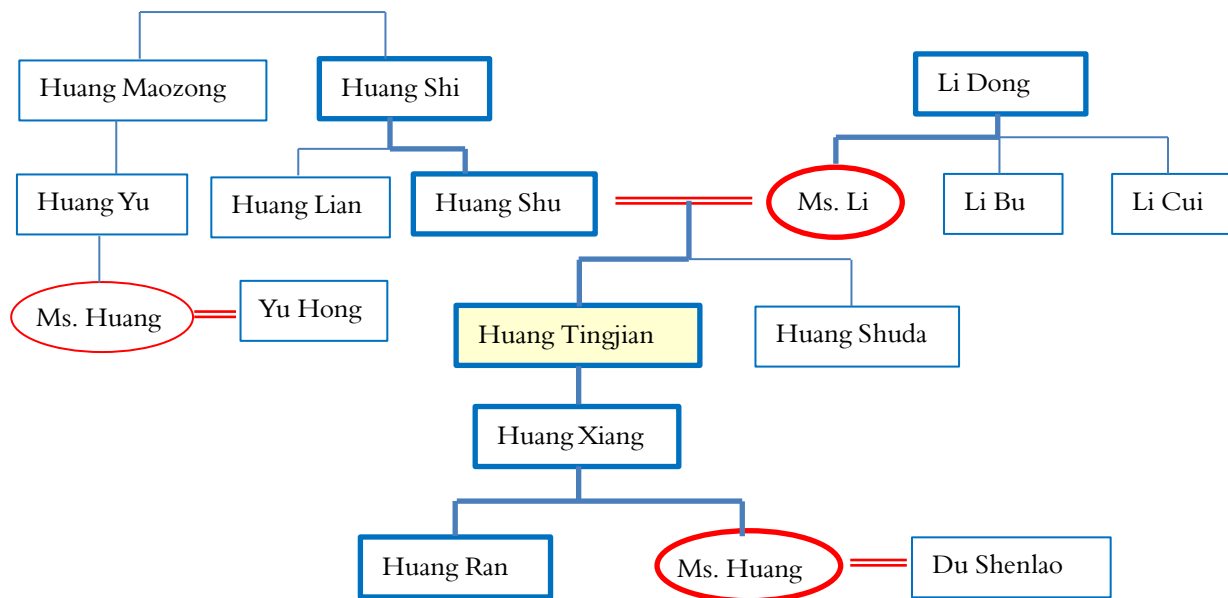 Huang Maozong
Huang Shi
Li Dong
Huang Yu
Huang Lian
Huang Shu
Ms. Li
Li Bu
Li Cui
Ms. Huang
Yu Hong
Huang Tingjian
Huang Shuda
Huang Xiang
Huang Ran
Ms. Huang
Du Shenlao